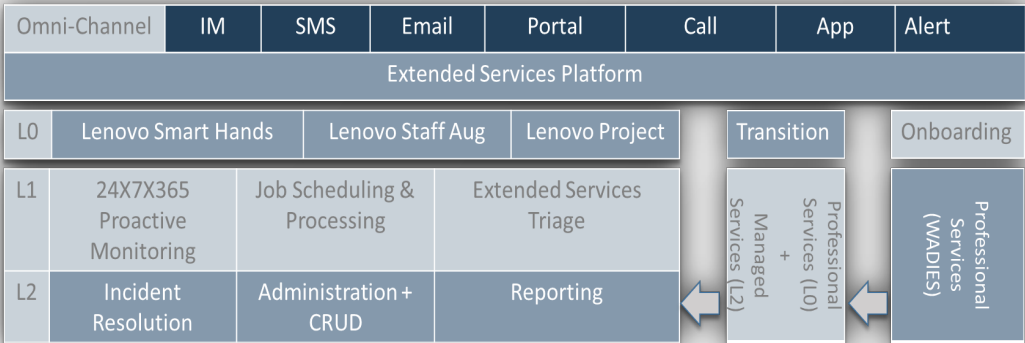 Omni-Channel IM SMS Email Portal Call App Alert
Extended Services Platform
L0 Lenovo Smart Hands Lenovo Staff Aug Lenovo Project Transition Onboarding
L1
24X7X365
Proactive
Monitoring
Job Scheduling &
Processing
Extended Services
Triage
L2
Incident
Resolution
Administration +
CRUD
Reporting
Professional
Services (L0)
+
Managed
Services (L2)
Professional
Services
(WADIES)